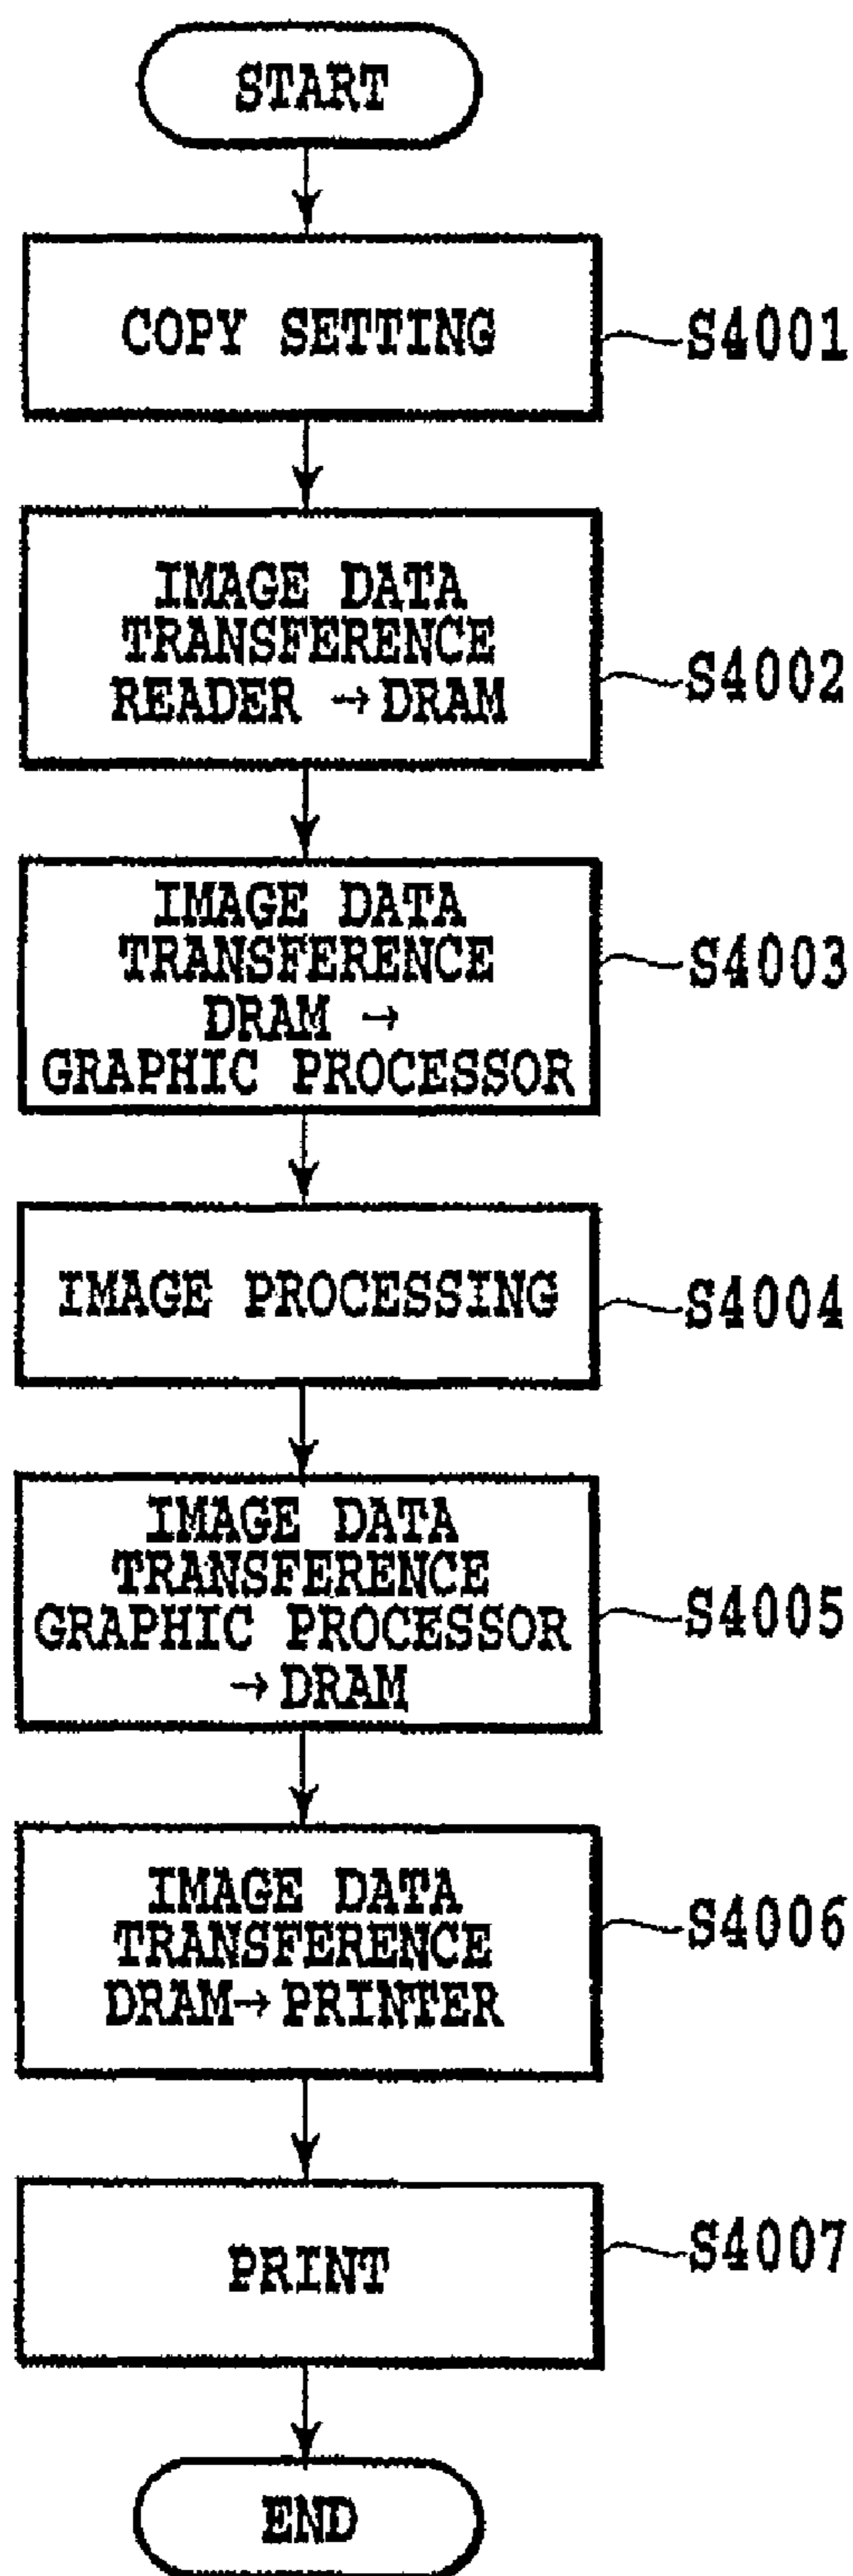 START
COPY SETTING
S4001
IMAGE DATA
TRANSFERENCE
READER → DRAM
S4002
IMAGE DATA
TRANSFERENCE
DRAM →
GRAPHIC PROCESSOR
S4003
IMAGE PROCESSING
S4004
IMAGE DATA
TRANSFERENCE
GRAPHIC PROCESSOR
→ DRAM
S4005
IMAGE DATA
TRANSFERENCE
DRAM→ PRINTER
S4006
PRINT
S4007
END